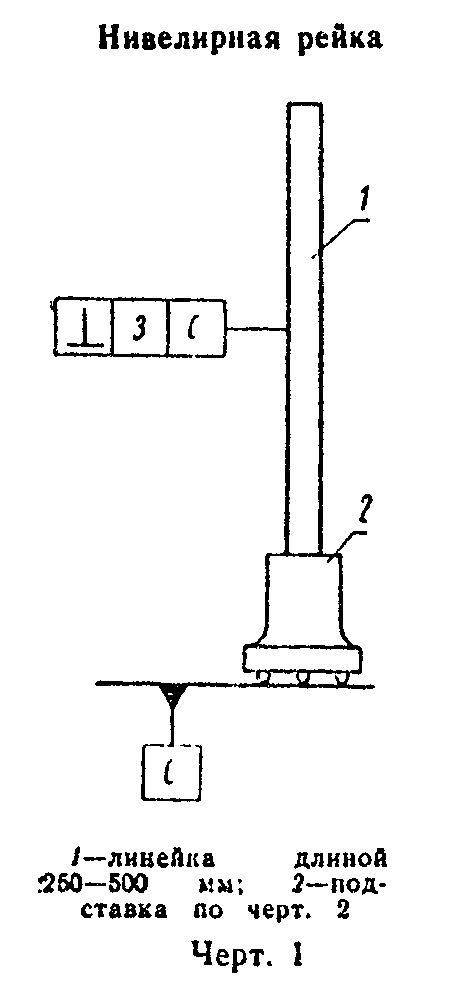 Нивелирная рейка
1
⊥ 3 С
2
С
1—линейка длиной
250—500 мм; 2—под-
ставка по черт. 2
Черт. 1